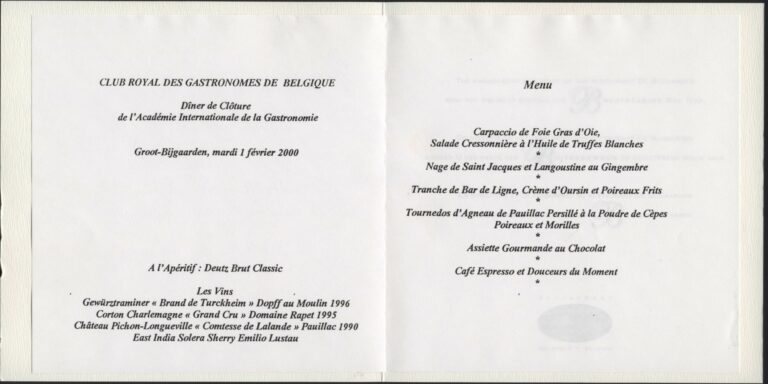 CLUB ROYAL DES GASTRONOMES DE BELGIQUE
Dîner de Clôture
de l'Académie Internationale de la Gastronomie
Groot-Bijgaarden, mardi 1 février 2000
A l'Apéritif : Deutz Brut Classic
Les Vins
Gewürztraminer « Brand de Turckheim » Dopff au Moulin 1996
Corton Charlemagne « Grand Cru » Domaine Rapet 1995
Château Pichon-Longueville « Comtesse de Lalande » Pauillac 1990
East India Solera Sherry Emilio Lustau
Menu
Carpaccio de Foie Gras d'Oie,
Salade Cressonnière à l'Huile de Truffes Blanches
*
Nage de Saint Jacques et Langoustine au Gingembre
*
Tranche de Bar de Ligne, Crème d'Oursin et Poireaux Frits
*
Tournedos d'Agneau de Pauillac Persillé à la Poudre de Cèpes
Poireaux et Morilles
*
Assiette Gourmande au Chocolat
*
Café Espresso et Douceurs du Moment
*